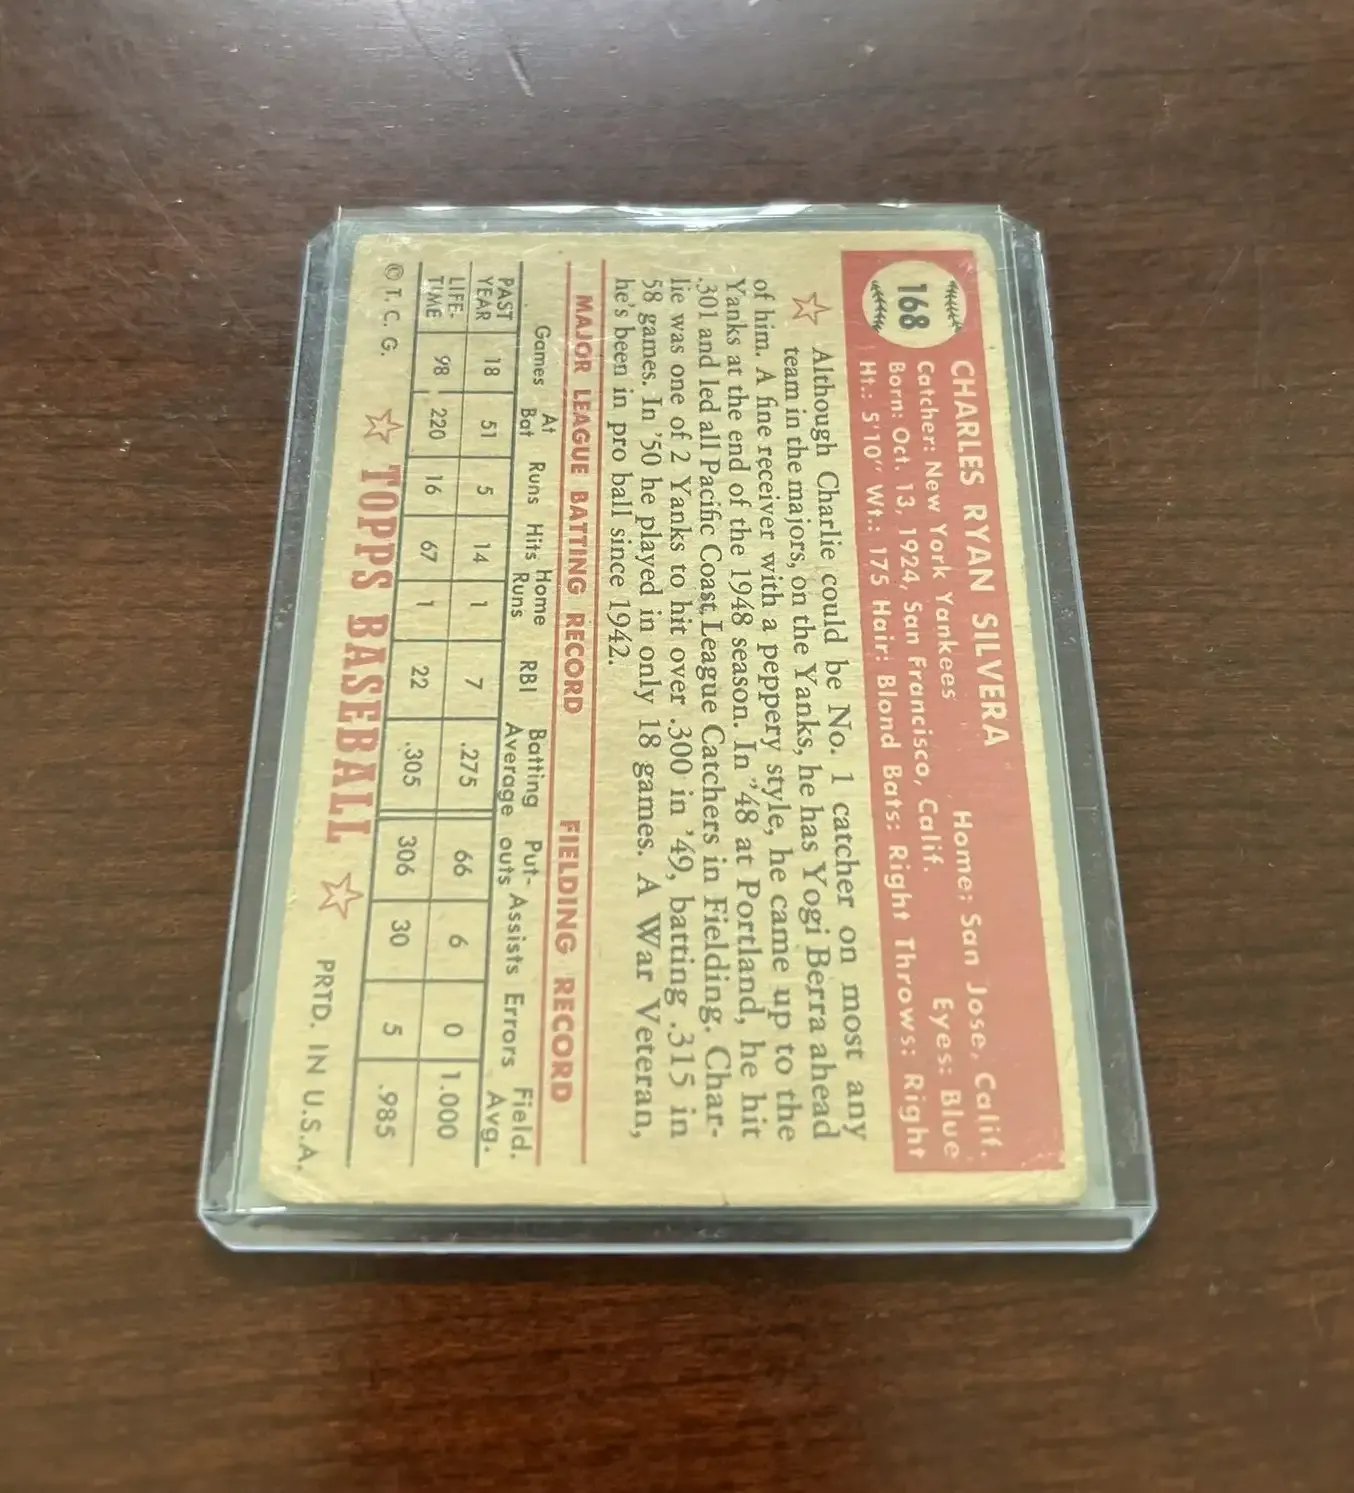 168
CHARLES RYAN SILVERA
Catcher: New York Yankees Home: San Jose, Calif.
Born: Oct. 13, 1924, San Francisco, Calif. Eyes: Blue
Ht.: 5'10" Wt.: 175 Hair: Blond Bats: Right Throws: Right
Although Charlie could be No. 1 catcher on most any
team in the majors, on the Yanks, he has Yogi Berra ahead
of him. A fine receiver with a peppery style, he came up to the
Yanks at the end of the 1948 season. In '48 at Portland, he hit
.301 and led all Pacific Coast League Catchers in Fielding. Char-
lie was one of 2 Yanks to hit over .300 in '49, batting .315 in
58 games. In '50 he played in only 18 games. A War Veteran,
he's been in pro ball since 1942.
MAJOR LEAGUE BATTING RECORD FIELDING RECORD
Games At Bat Runs Hits Home Runs RBI Batting Average Put-outs Assists Errors Field. Avg.
PAST YEAR 18 51 5 14 1 7 .275 66 6 0 1.000
LIFE-TIME 98 220 16 67 1 22 .305 306 30 5 .985
© T. C. G. TOPPS BASEBALL PRTD. IN U.S.A.